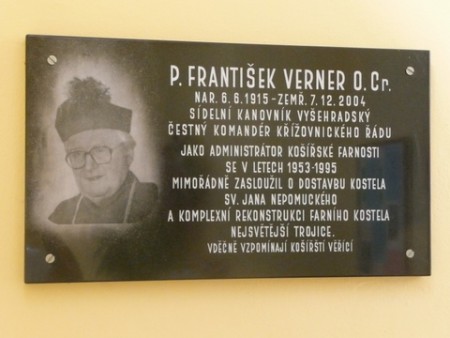 P. FRANTIŠEK VERNER O.Cr.
NAR. 6.6.1915 - ZEMŘ. 7.12.2004
SÍDELNÍ KANOVNÍK VYŠEHRADSKÝ
ČESTNÝ KOMANDÉR KŘÍŽOVNICKÉHO ŘÁDU
JAKO ADMINISTRÁTOR KOŠÍŘSKÉ FARNOSTI
SE V LETECH 1953-1995
MIMOŘÁDNĚ ZASLOUŽIL O DOSTAVBU KOSTELA
SV. JANA NEPOMUCKÉHO
A KOMPLEXNÍ REKONSTRUKCI FARNÍHO KOSTELA
NEJSVĚTĚJŠÍ TROJICE.
VDĚČNĚ VZPOMÍNAJÍ KOŠÍŘŠTÍ VĚŘÍCÍ